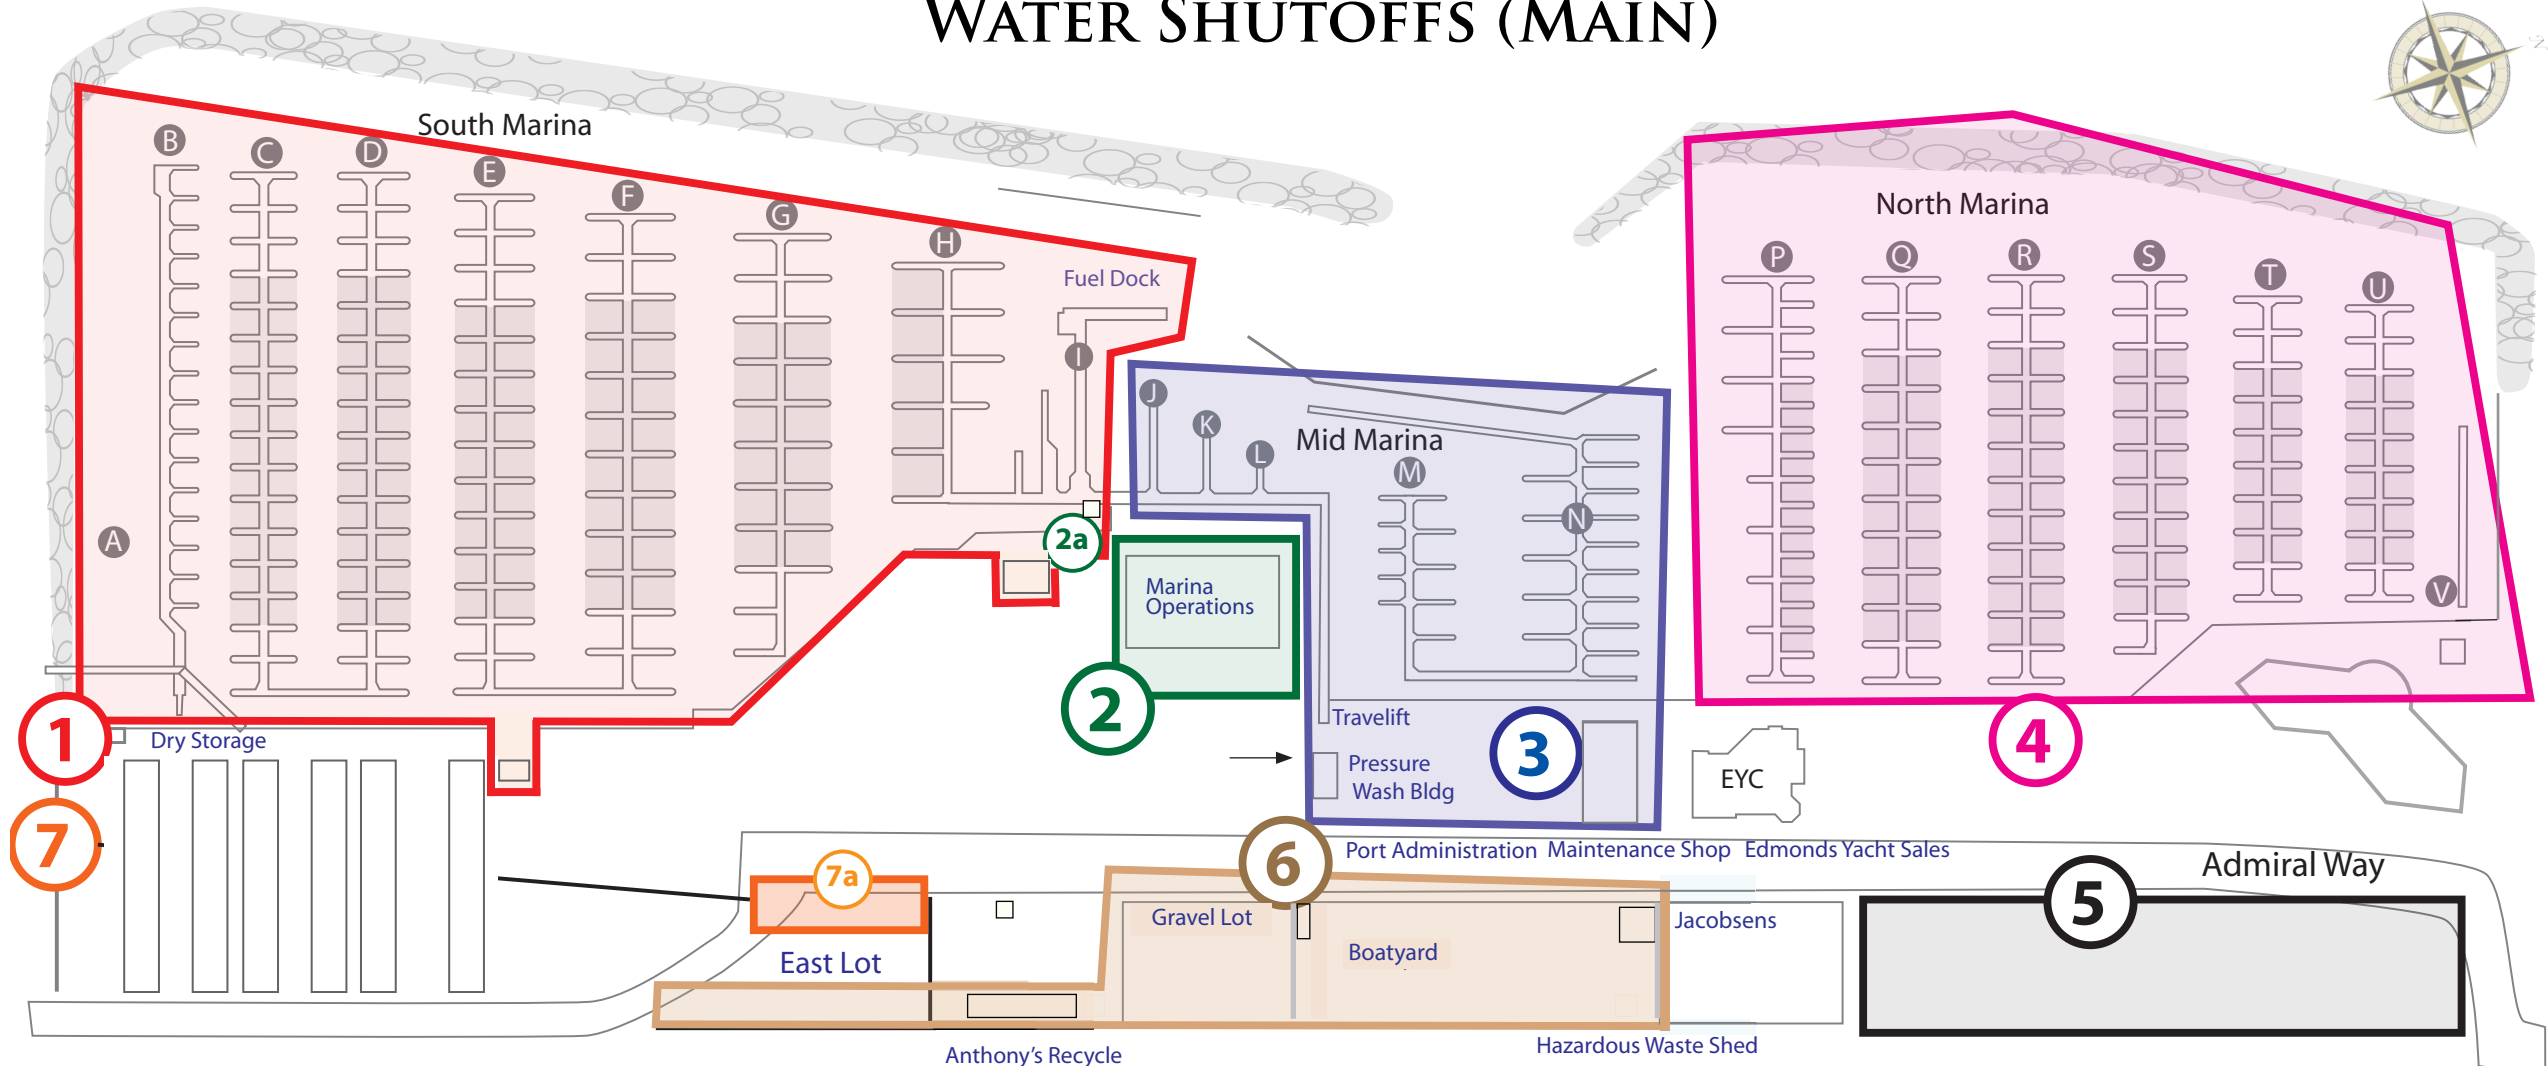 WATER SHUTOFFS (MAIN)
South Marina
B
C
D
E
F
G
H
Fuel Dock
I
A
2a
Marina
Operations
2
1
Dry Storage
7
J
K
L
Mid Marina
M
N
Travelift
Pressure
Wash Bldg
3
North Marina
P
Q
R
S
T
U
V
4
EYC
6
Port Administration
Maintenance Shop
Edmonds Yacht Sales
Admiral Way
7a
East Lot
Gravel Lot
Boatyard
Jacobsens
5
Anthony's Recycle
Hazardous Waste Shed